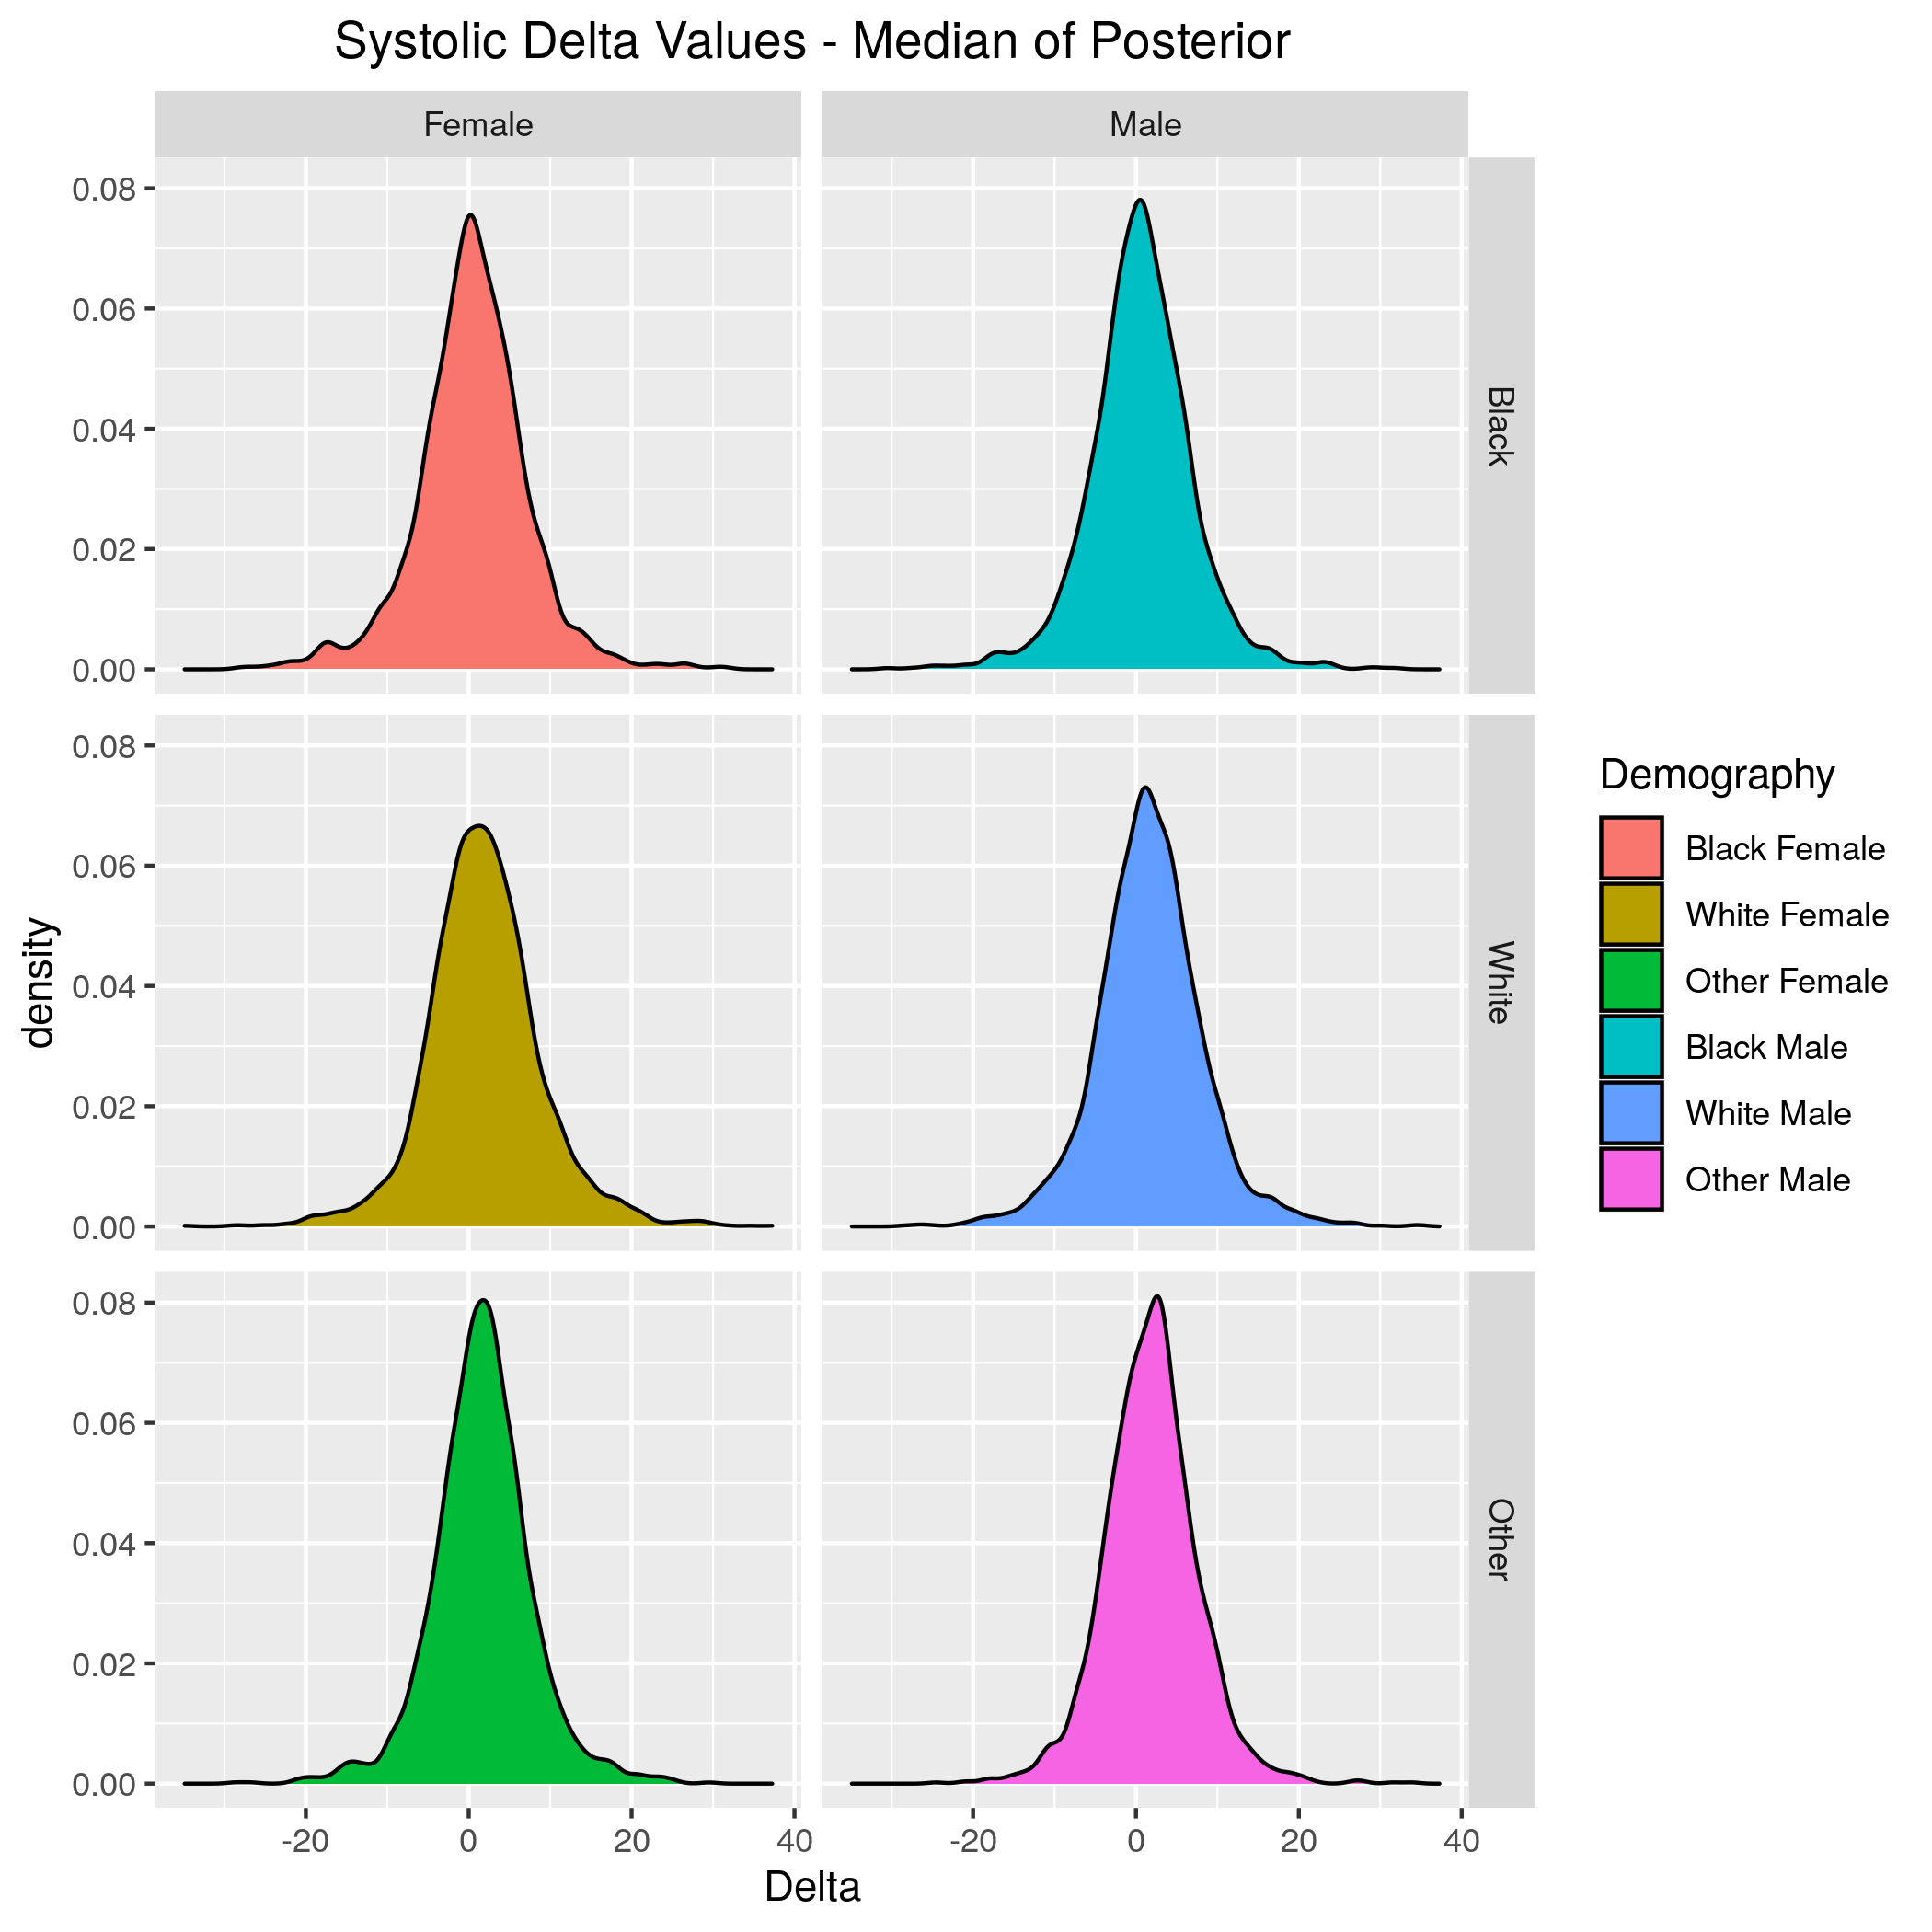 Systolic Delta Values - Median of Posterior
Female
Male
0.08
0.06
0.04
0.02
0.00
Black
0.08
0.06
0.04
0.02
0.00
White
0.08
0.06
0.04
0.02
0.00
Other
-20 0 20 40
-20 0 20 40
Delta
density
Demography
Black Female
White Female
Other Female
Black Male
White Male
Other Male